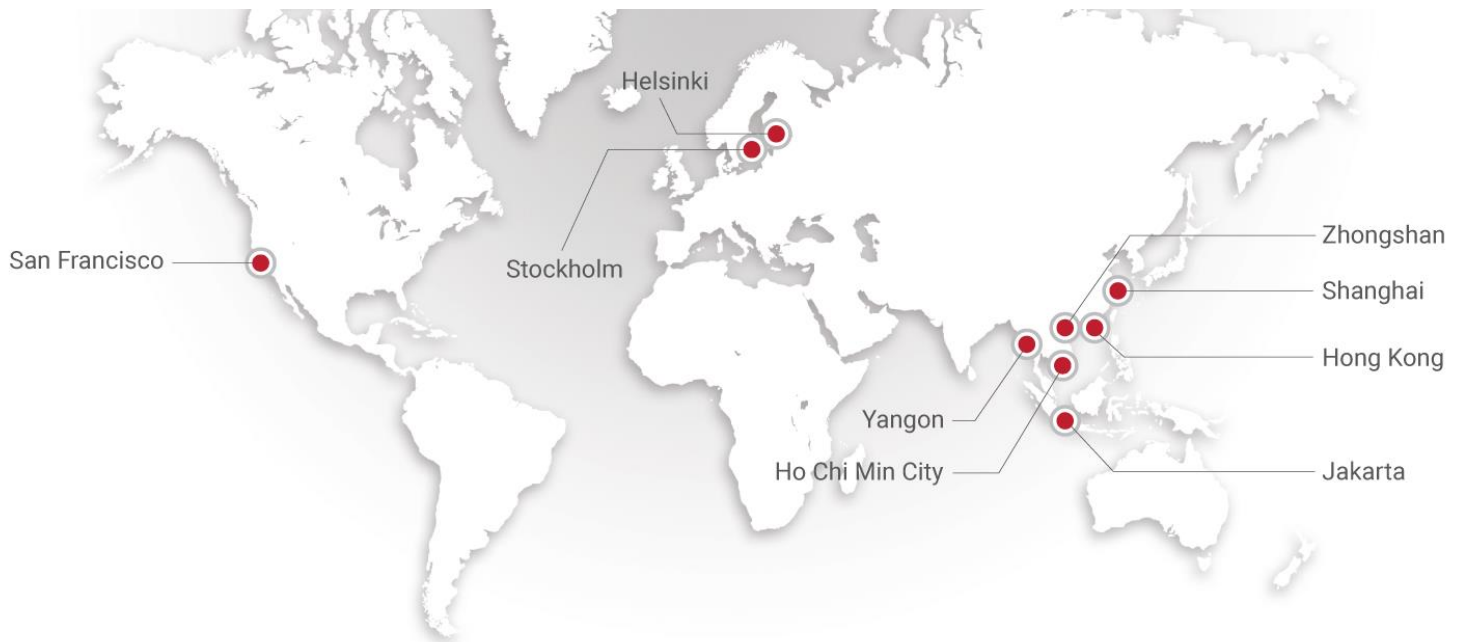 Helsinki
Zhongshan
San Francisco
Stockholm
Shanghai
Hong Kong
Yangon
Ho Chi Min City
Jakarta